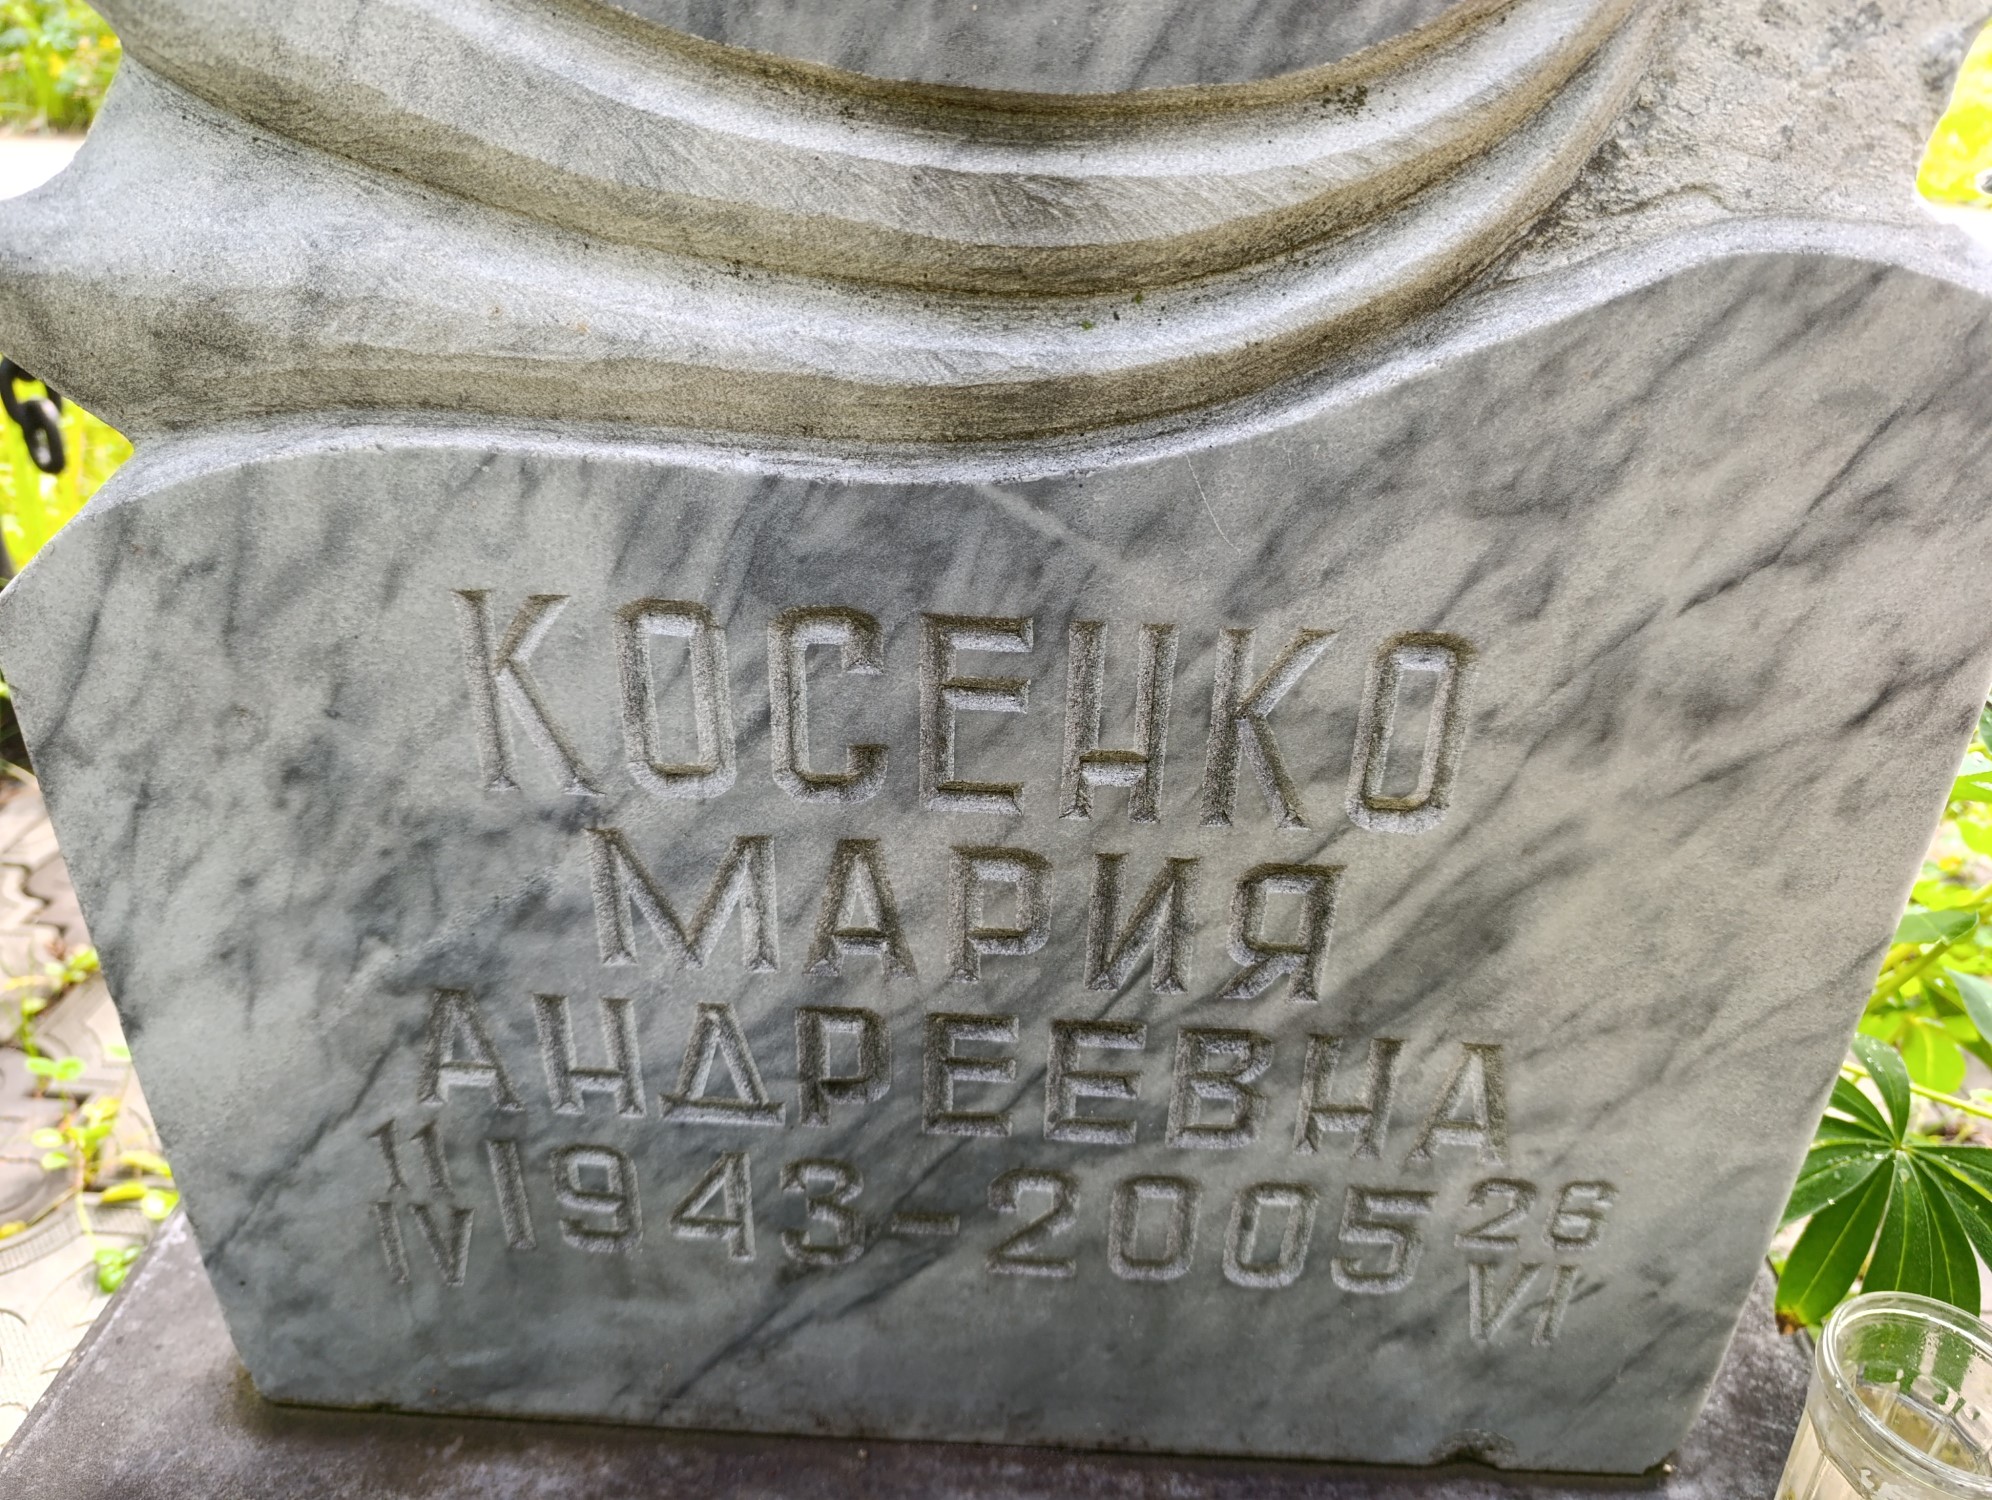 КОСЕНКО
МАРИЯ
АНДРЕЕВНА
11 IV 1943-2005 26 VI